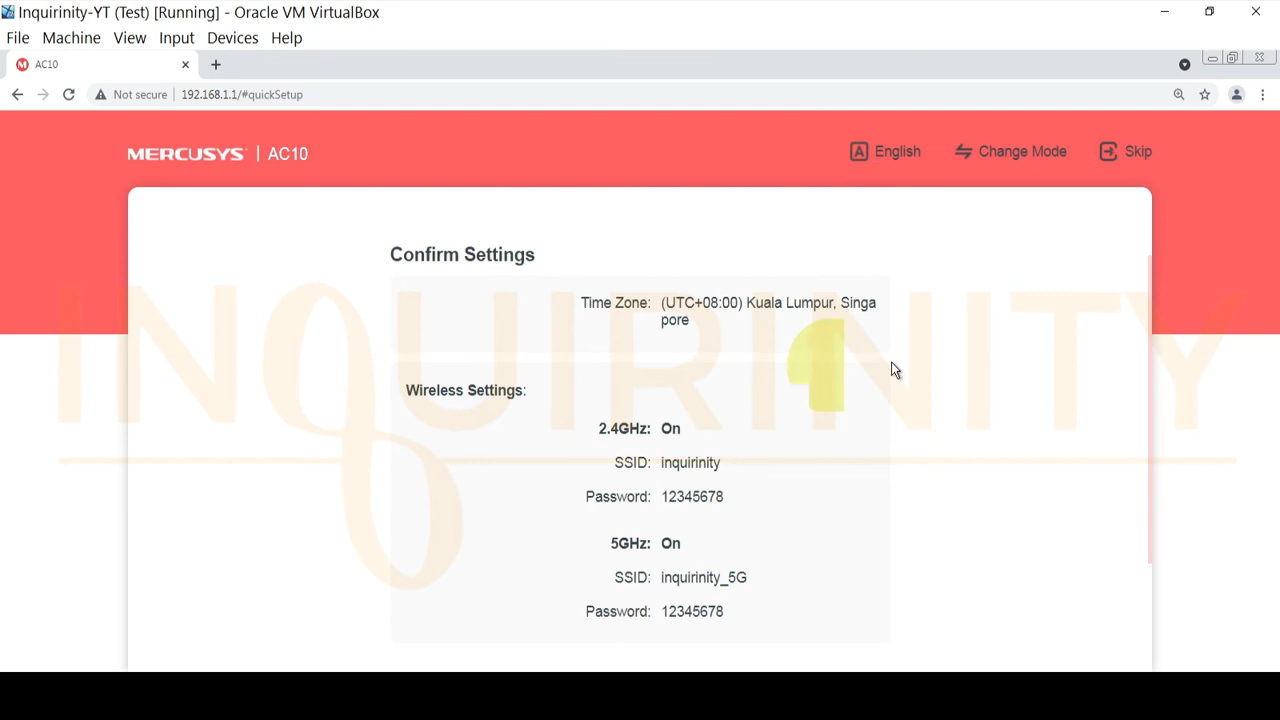 Inquirinity-YT (Test) [Running] - Oracle VM VirtualBox
File Machine View Input Devices Help
AC10
Not secure 192.168.1.1/#quickSetup
MERCUSYS | AC10
English Change Mode Skip
Confirm Settings
Time Zone: (UTC+08:00) Kuala Lumpur, Singa
pore
INQUIRINITY
Wireless Settings:
2.4GHz: On
SSID: inquirinity
Password: 12345678
5GHz: On
SSID: inquirinity_5G
Password: 12345678